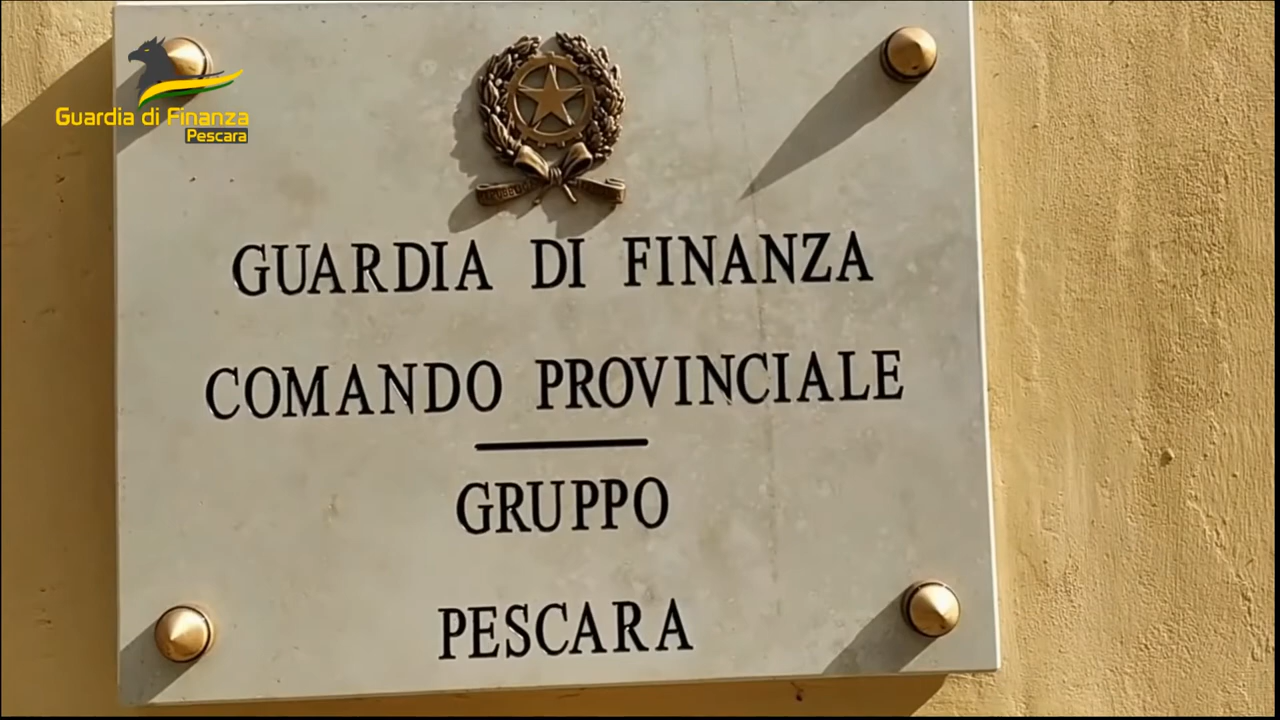 Guardia di Finanza
Pescara
GUARDIA DI FINANZA
COMANDO PROVINCIALE
GRUPPO
PESCARA